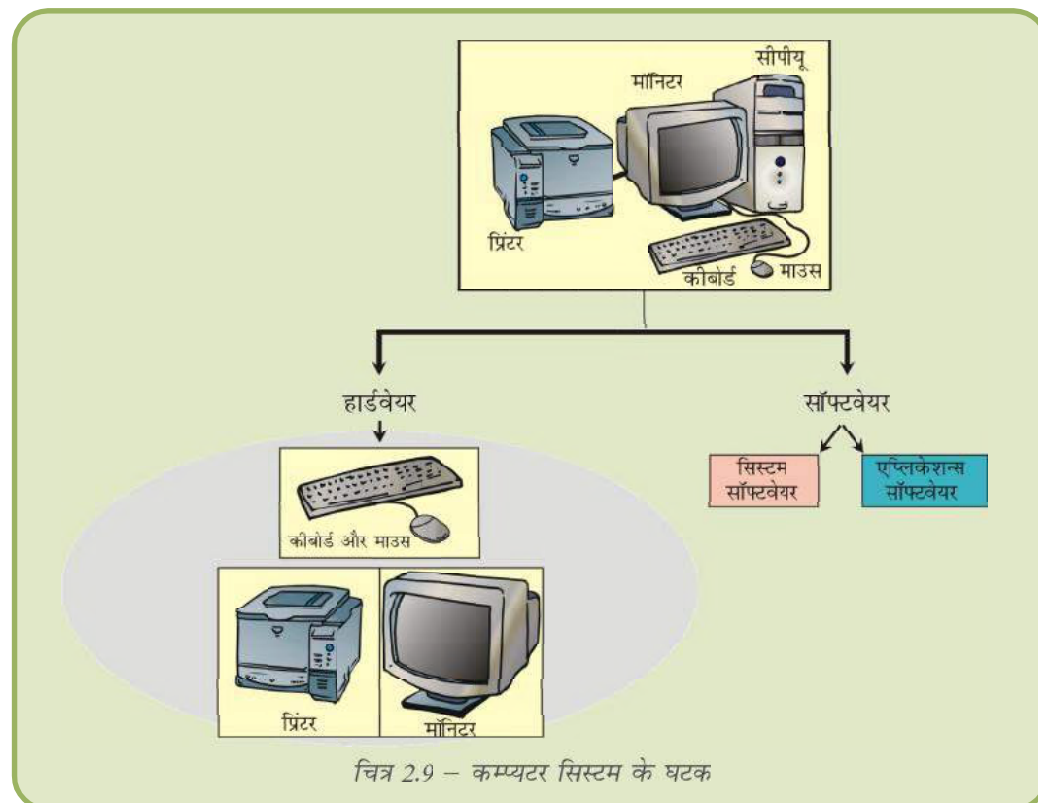 सीपीयू
मॉनिटर
प्रिंटर
कीबोर्ड
माउस
हार्डवेयर
सॉफ्टवेयर
कीबोर्ड और माउस
सिस्टम
सॉफ्टवेयर
एप्लिकेशन्स
सॉफ्टवेयर
प्रिंटर
मॉनिटर
चित्र 2.9 – कम्प्यटर सिस्टम के घटक